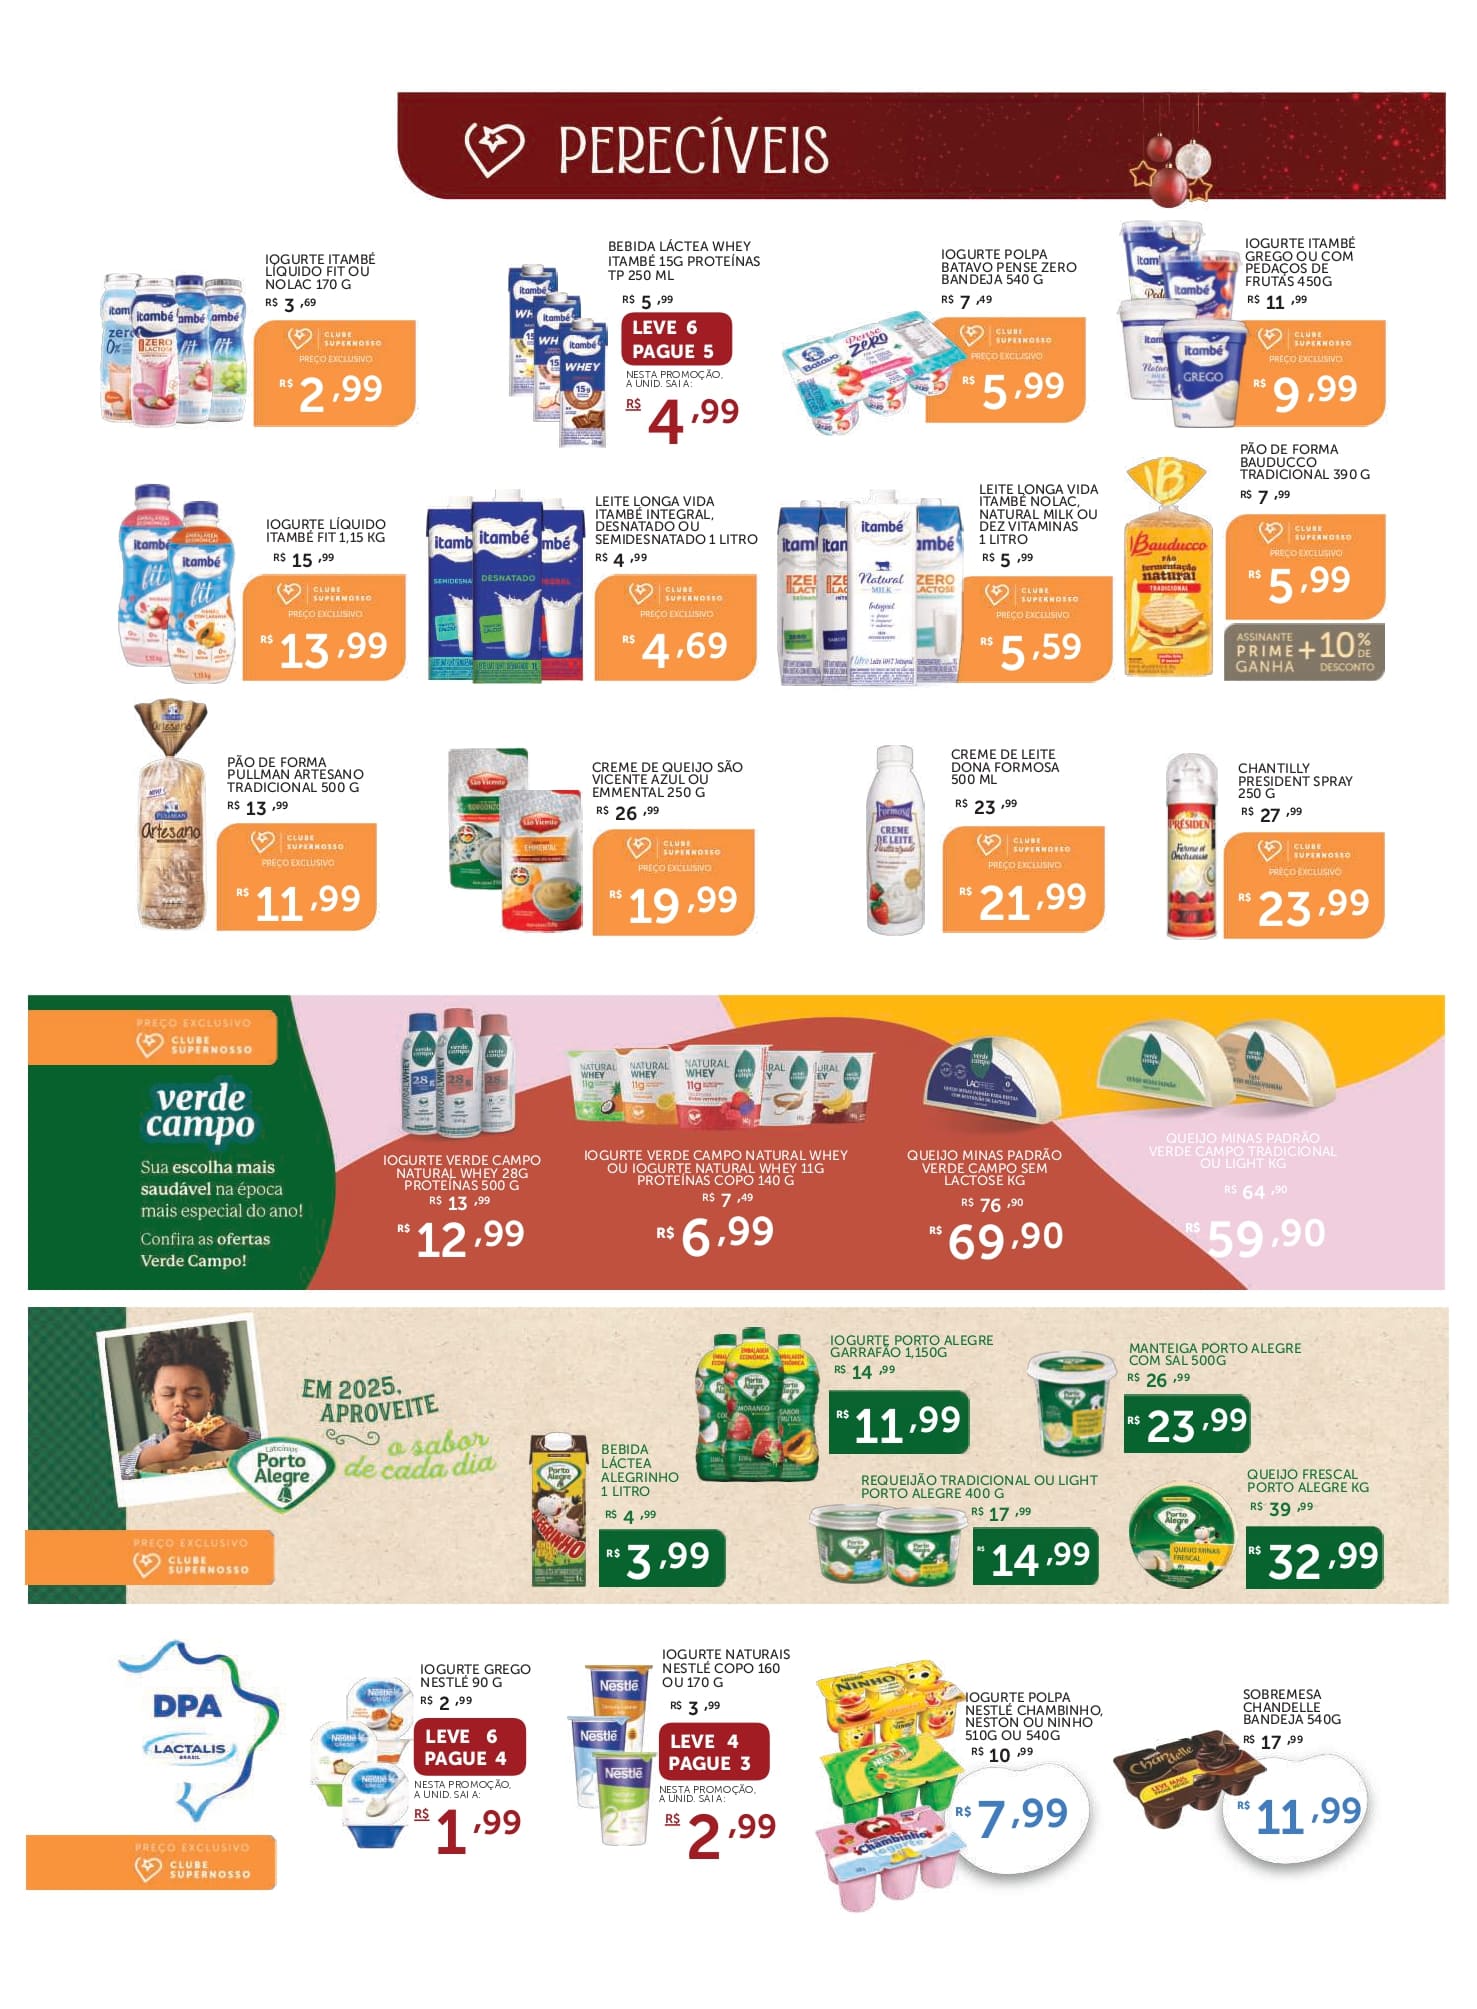 PERECÍVEIS
IOGURTE ITAMBÉ
LÍQUIDO FIT OU
NOLAC 170 G
R$ 3,69
CLUBE
SUPERNOSSO
PREÇO EXCLUSIVO
R$ 2,99
BEBIDA LÁCTEA WHEY
ITAMBÉ 15G PROTEÍNAS
TP 250 ML
R$ 5,99
LEVE 6
PAGUE 5
NESTA PROMOÇÃO,
A UNID. SAI A:
R$ 4,99
IOGURTE POLPA
BATAVO PENSE ZERO
BANDEJA 540 G
R$ 7,49
CLUBE
SUPERNOSSO
PREÇO EXCLUSIVO
R$ 5,99
IOGURTE ITAMBÉ
GREGO OU COM
PEDAÇOS DE
FRUTAS 450G
R$ 11,99
CLUBE
SUPERNOSSO
PREÇO EXCLUSIVO
R$ 9,99
IOGURTE LÍQUIDO
ITAMBÉ FIT 1,15 KG
R$ 15,99
CLUBE
SUPERNOSSO
PREÇO EXCLUSIVO
R$ 13,99
LEITE LONGA VIDA
ITAMBÉ INTEGRAL,
DESNATADO OU
SEMIDESNATADO 1 LITRO
R$ 4,99
CLUBE
SUPERNOSSO
PREÇO EXCLUSIVO
R$ 4,69
LEITE LONGA VIDA
ITAMBÉ NOLAC,
NATURAL MILK OU
DEZ VITAMINAS
1 LITRO
R$ 5,99
CLUBE
SUPERNOSSO
PREÇO EXCLUSIVO
R$ 5,59
PÃO DE FORMA
BAUDUCCO
TRADICIONAL 390 G
R$ 7,99
CLUBE
SUPERNOSSO
PREÇO EXCLUSIVO
R$ 5,99
ASSINANTE
PRIME
GANHA
+10%
DE
DESCONTO
PÃO DE FORMA
PULLMAN ARTESANO
TRADICIONAL 500 G
R$ 13,99
CLUBE
SUPERNOSSO
PREÇO EXCLUSIVO
R$ 11,99
CREME DE QUEIJO SÃO
VICENTE AZUL OU
EMMENTAL 250 G
R$ 26,99
CLUBE
SUPERNOSSO
PREÇO EXCLUSIVO
R$ 19,99
CREME DE LEITE
DONA FORMOSA
500 ML
R$ 23,99
CLUBE
SUPERNOSSO
PREÇO EXCLUSIVO
R$ 21,99
CHANTILLY
PRESIDENT SPRAY
250 G
R$ 27,99
CLUBE
SUPERNOSSO
PREÇO EXCLUSIVO
R$ 23,99
PREÇO EXCLUSIVO
CLUBE
SUPERNOSSO
verde
campo
Sua escolha mais
saudável na época
mais especial do ano!
Confira as ofertas
Verde Campo!
IOGURTE VERDE CAMPO
NATURAL WHEY 28G
PROTEÍNAS 500 G
R$ 13,99
R$ 12,99
IOGURTE VERDE CAMPO NATURAL WHEY
OU IOGURTE NATURAL WHEY 11G
PROTEÍNAS COPO 140 G
R$ 7,49
R$ 6,99
QUEIJO MINAS PADRÃO
VERDE CAMPO SEM
LACTOSE KG
R$ 76,90
R$ 69,90
QUEIJO MINAS PADRÃO
VERDE CAMPO TRADICIONAL
OU LIGHT KG
R$ 64,90
R$ 59,90
EM 2025,
APROVEITE
o sabor
de cada dia
Laticínios
Porto
Alegre
PREÇO EXCLUSIVO
CLUBE
SUPERNOSSO
BEBIDA
LÁCTEA
ALEGRINHO
1 LITRO
R$ 4,99
R$ 3,99
IOGURTE PORTO ALEGRE
GARRAFÃO 1,150G
R$ 14,99
R$ 11,99
MANTEIGA PORTO ALEGRE
COM SAL 500G
R$ 26,99
R$ 23,99
REQUEIJÃO TRADICIONAL OU LIGHT
PORTO ALEGRE 400 G
R$ 17,99
R$ 14,99
QUEIJO FRESCAL
PORTO ALEGRE KG
R$ 39,99
R$ 32,99
DPA
LACTALIS
BRASIL
PREÇO EXCLUSIVO
CLUBE
SUPERNOSSO
IOGURTE GREGO
NESTLÉ 90 G
R$ 2,99
LEVE 6
PAGUE 4
NESTA PROMOÇÃO,
A UNID. SAI A:
R$ 1,99
IOGURTE NATURAIS
NESTLÉ COPO 160
OU 170 G
R$ 3,99
LEVE 4
PAGUE 3
NESTA PROMOÇÃO,
A UNID. SAI A:
R$ 2,99
IOGURTE POLPA
NESTLÉ CHAMBINHO,
NESTON OU NINHO
510G OU 540G
R$ 10,99
R$ 7,99
SOBREMESA
CHANDELLE
BANDEJA 540G
R$ 17,99
R$ 11,99